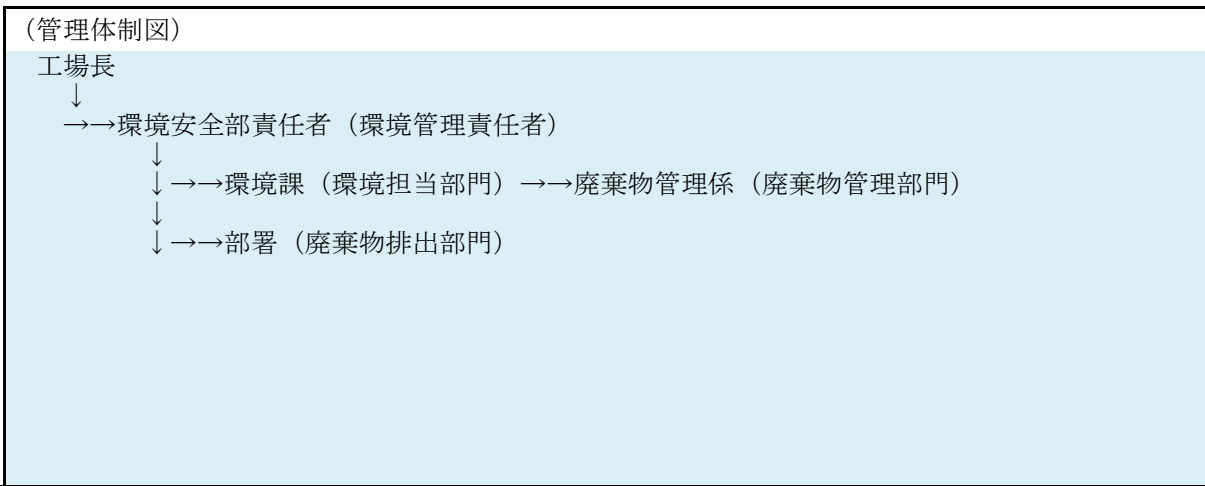 （管理体制図）
工場長
↓
→→環境安全部責任者（環境管理責任者）
↓
↓→→環境課（環境担当部門）→→廃棄物管理係（廃棄物管理部門）
↓
↓→→部署（廃棄物排出部門）